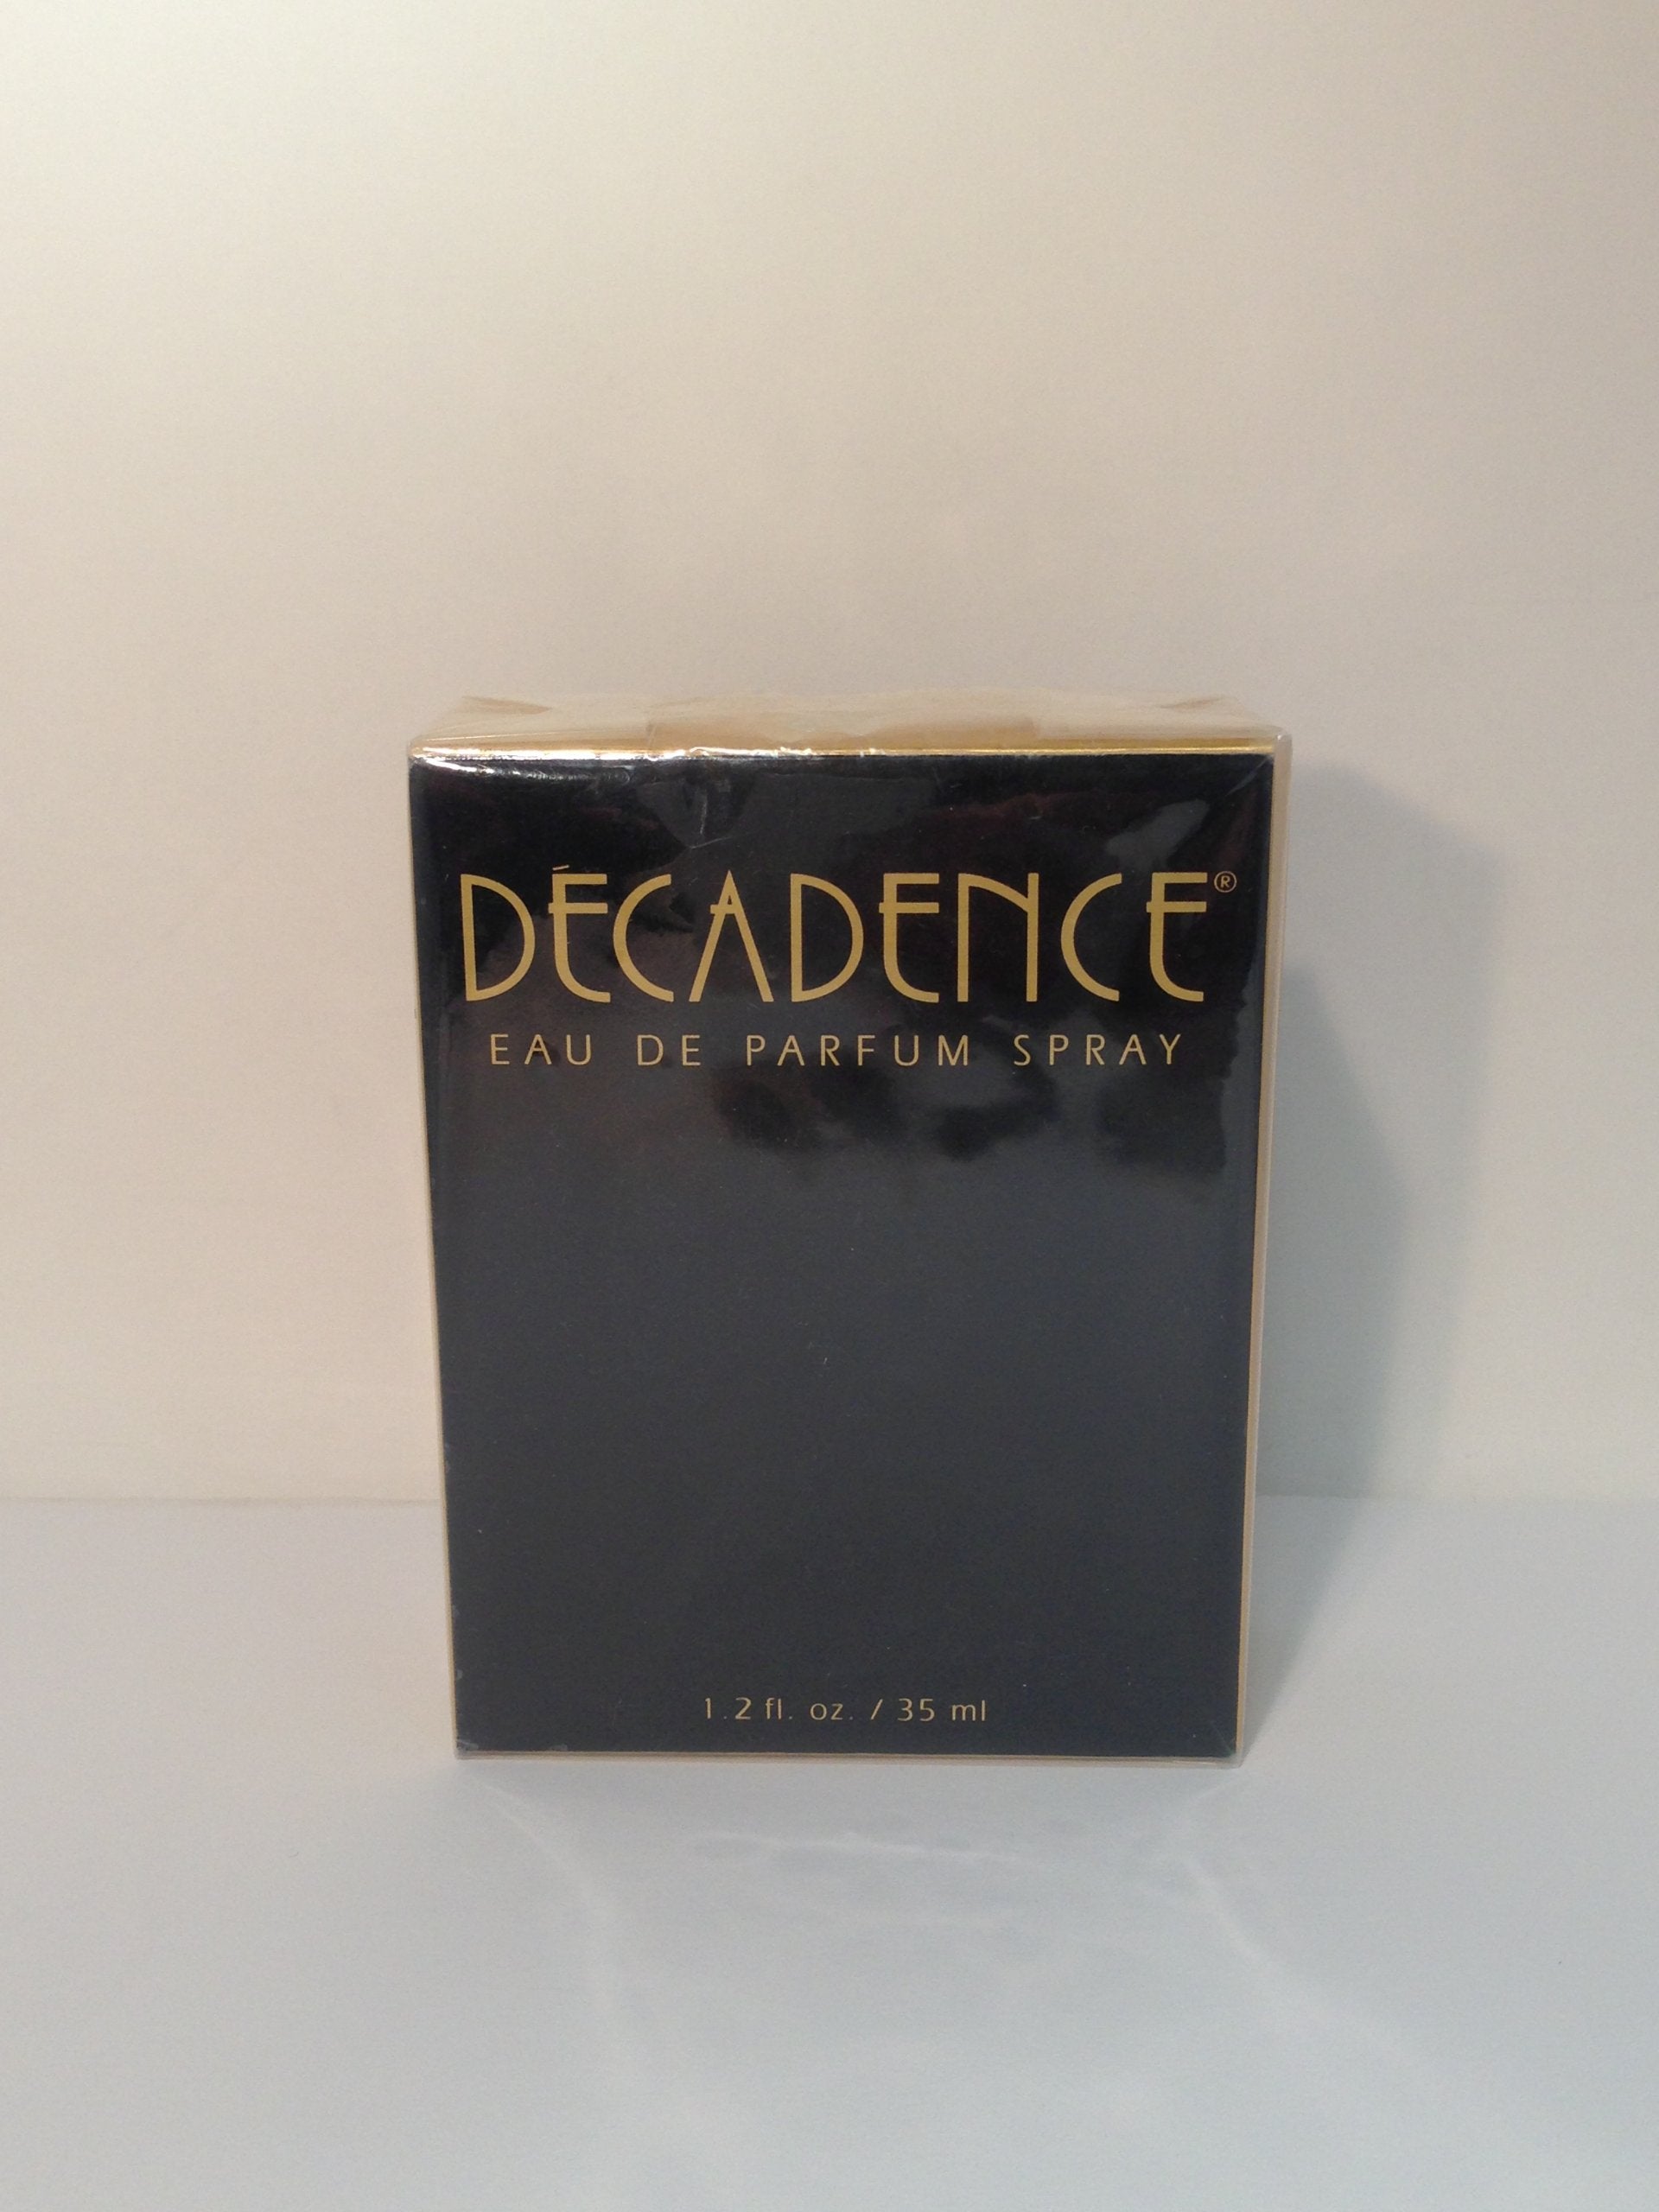 DÉCADENCE®
EAU DE PARFUM SPRAY
1.2 fl. oz. / 35 ml